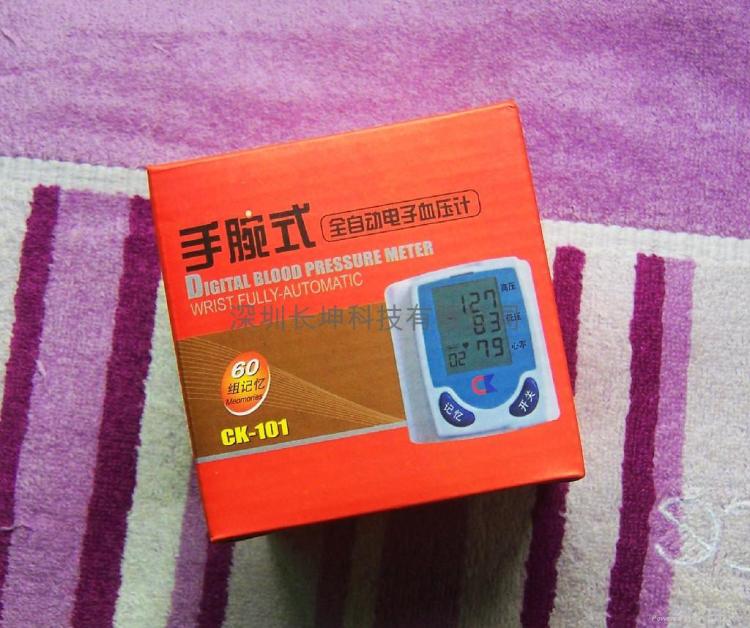 手腕式
全自动电子血压计
DIGITAL BLOOD PRESSURE METER
WRIST FULLY-AUTOMATIC
深圳长坤科技有限公司
127 高压
83 低压
02 79 心率
CK
记忆 开关
60
组记忆
Meomories
CK-101